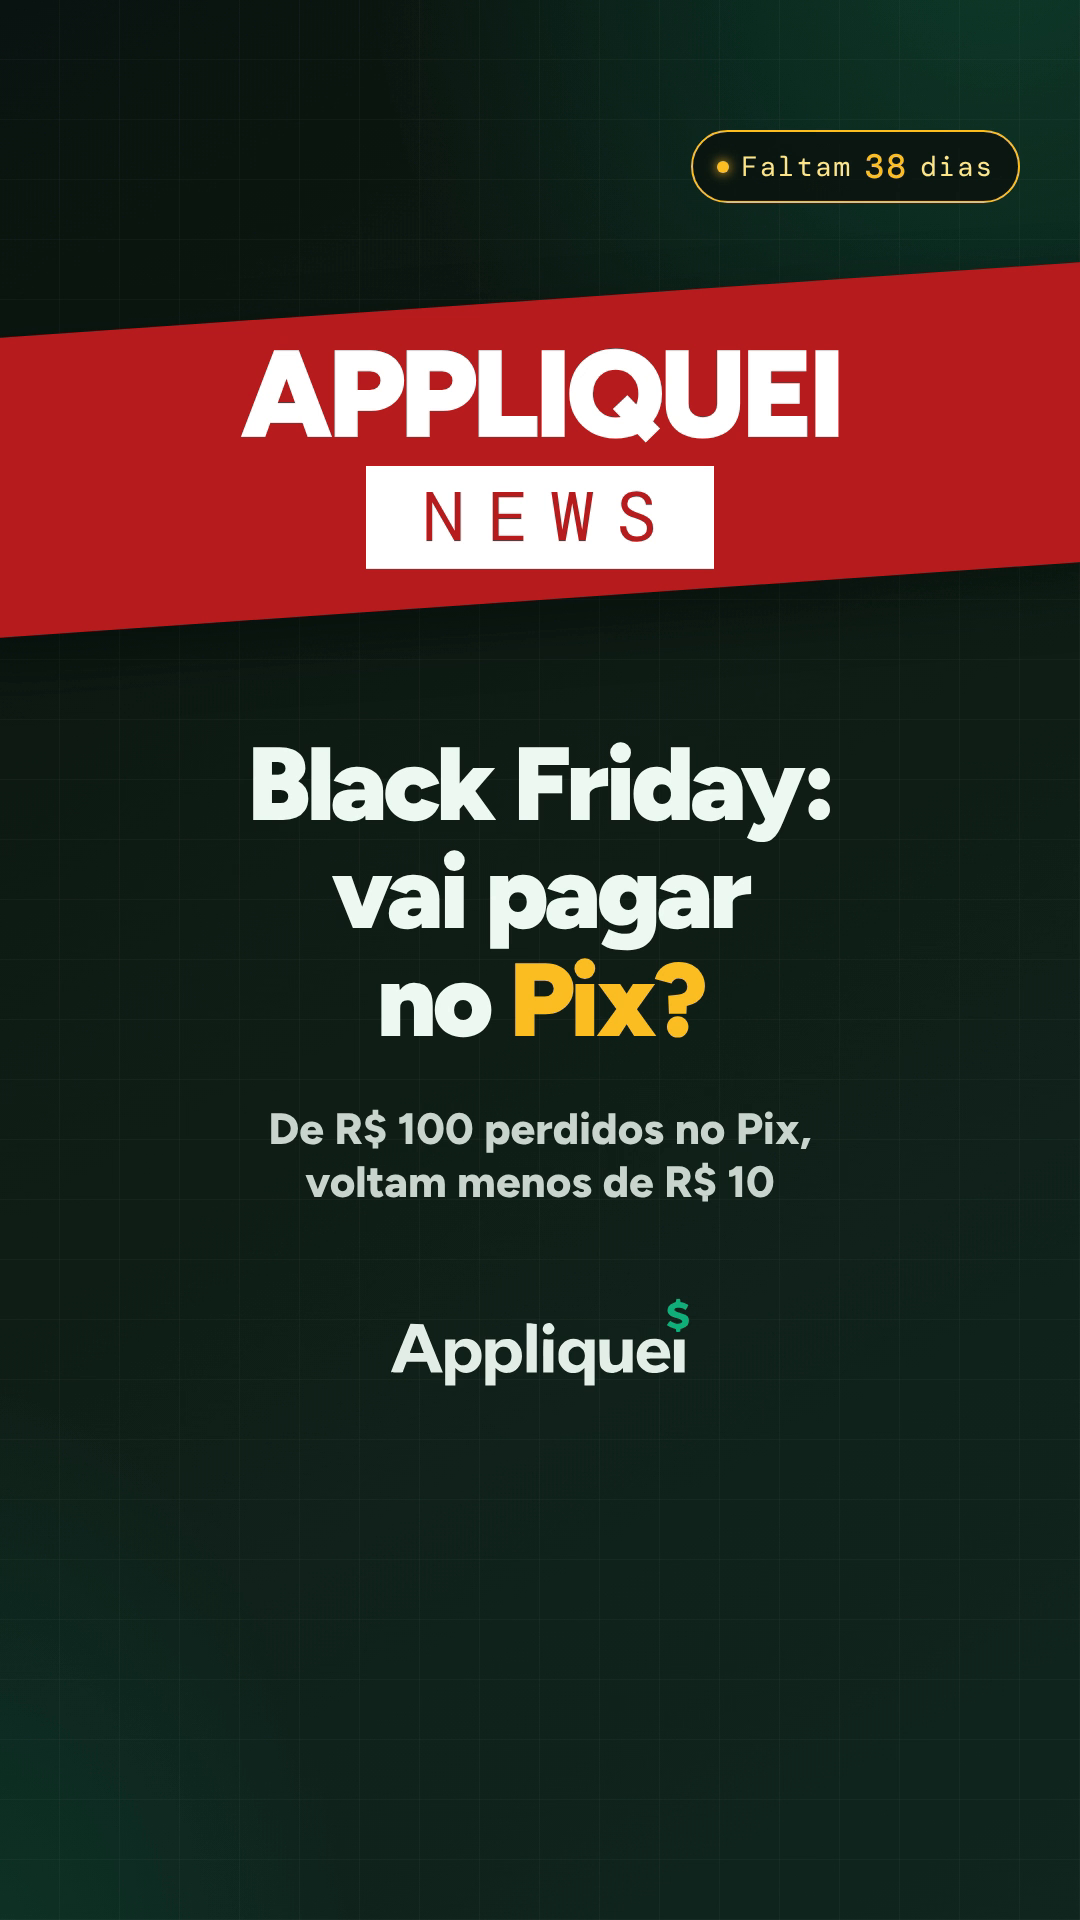 Faltam 38 dias
APPLIQUEI
NEWS
Black Friday:
vai pagar
no Pix?
De R$ 100 perdidos no Pix,
voltam menos de R$ 10
Appliquei
$